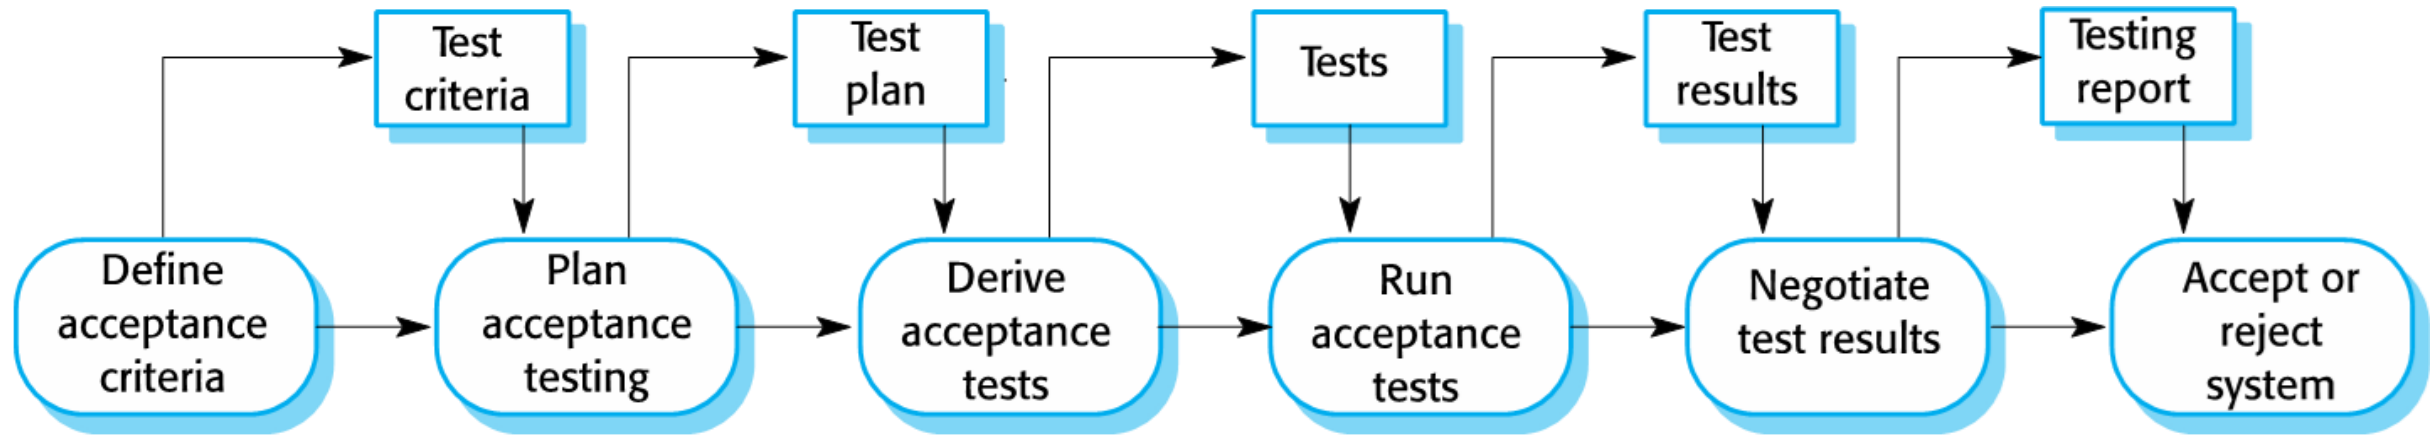 Test
criteria
Test
plan
Tests
Test
results
Testing
report
Define
acceptance
criteria
Plan
acceptance
testing
Derive
acceptance
tests
Run
acceptance
tests
Negotiate
test results
Accept or
reject
system